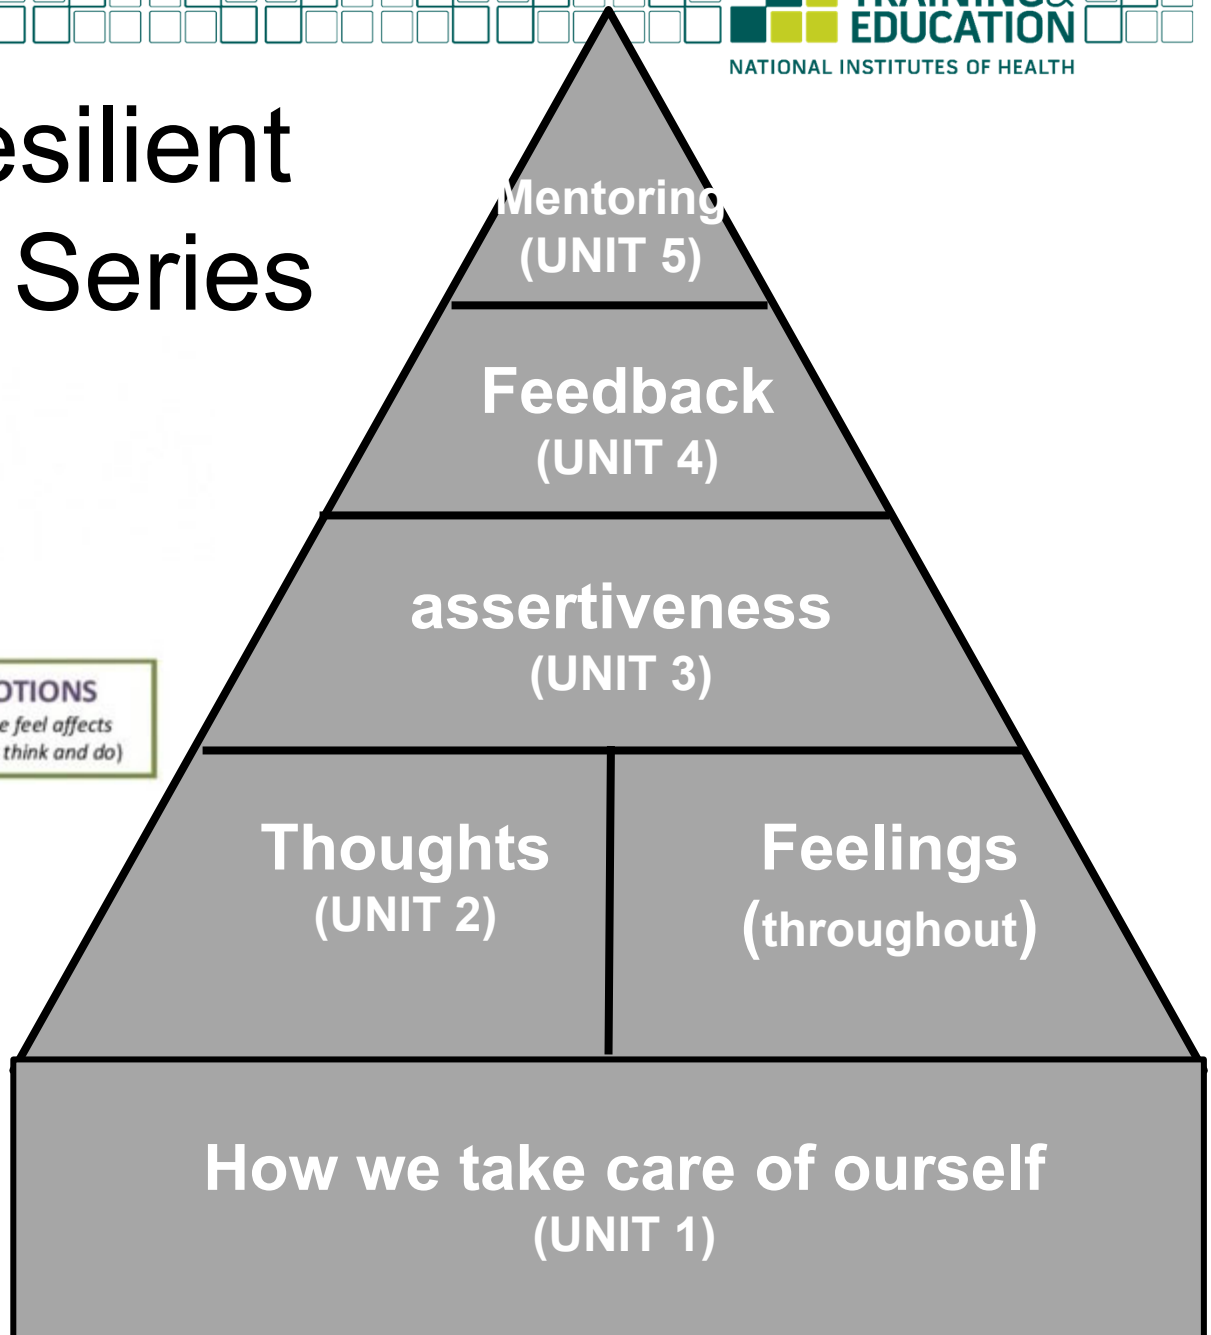 TRAINING&
EDUCATION
NATIONAL INSTITUTES OF HEALTH
esilient
Series
Mentoring
(UNIT 5)
Feedback
(UNIT 4)
assertiveness
(UNIT 3)
OTIONS
e feel affects
think and do)
Thoughts
(UNIT 2)
Feelings
(throughout)
How we take care of ourself
(UNIT 1)